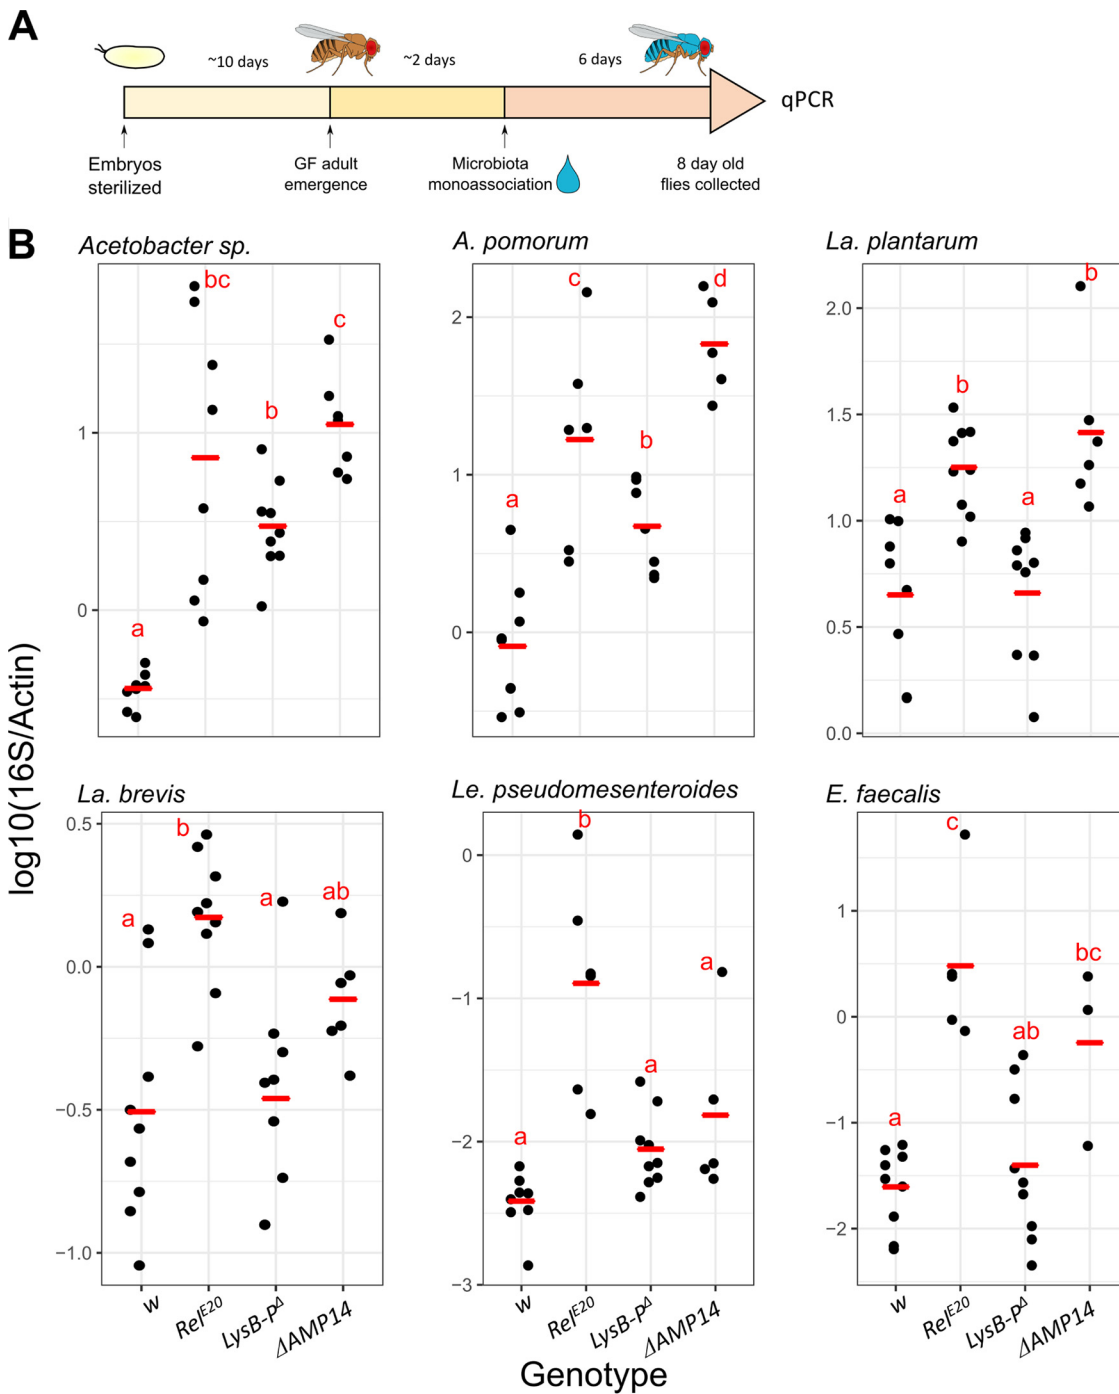 A
~10 days
~2 days
6 days
qPCR
Embryos
sterilized
GF adult
emergence
Microbiota
monoassociation
8 day old
flies collected
B
log10(16S/Actin)
Acetobacter sp.
1
0
a
bc
b
c
A. pomorum
2
1
0
a
c
b
d
La. plantarum
2.0
1.5
1.0
0.5
0.0
a
b
a
b
La. brevis
0.5
0.0
−0.5
−1.0
a
b
a
ab
w
Relᴱ²⁰
LysB-Pᐞ
ΔAMP14
Le. pseudomesenteroides
0
−1
−2
−3
a
b
a
a
w
Relᴱ²⁰
LysB-Pᐞ
ΔAMP14
E. faecalis
1
0
−1
−2
a
c
ab
bc
w
Relᴱ²⁰
LysB-Pᐞ
ΔAMP14
Genotype